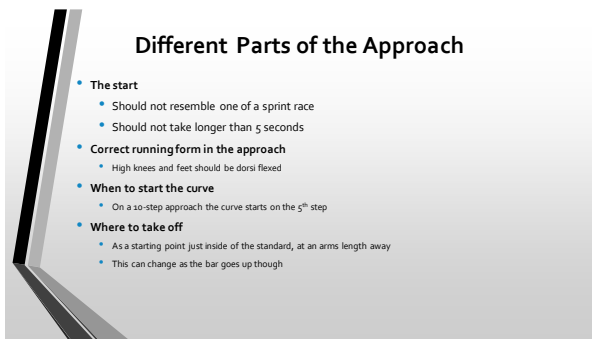 Different Parts of the Approach
The start
Should not resemble one of a sprint race
Should not take longer than 5 seconds
Correct running form in the approach
High knees and feet should be dorsi flexed
When to start the curve
On a 10-step approach the curve starts on the 5th step
Where to take off
As a starting point just inside of the standard, at an arms length away
This can change as the bar goes up though